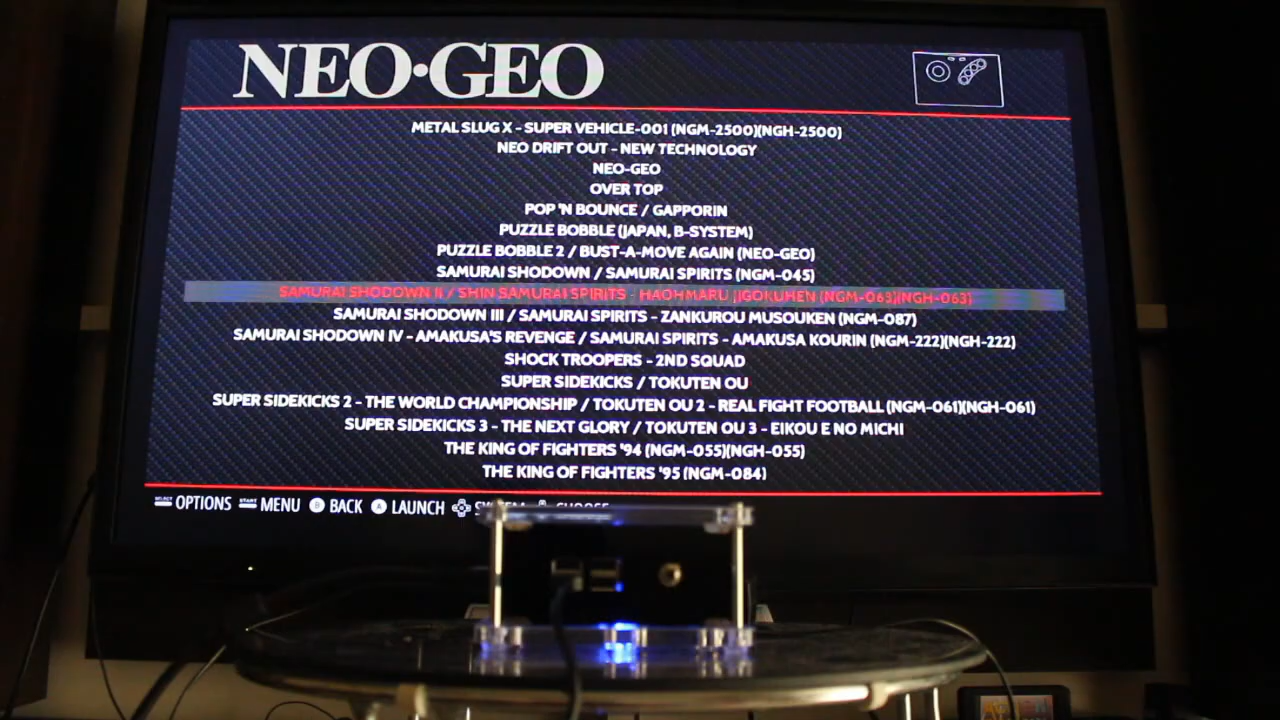 NEO·GEO
METAL SLUG X - SUPER VEHICLE-001 (NGM-2500)(NGH-2500)
NEO DRIFT OUT - NEW TECHNOLOGY
NEO-GEO
OVER TOP
POP 'N BOUNCE / GAPPORIN
PUZZLE BOBBLE (JAPAN, B-SYSTEM)
PUZZLE BOBBLE 2 / BUST-A-MOVE AGAIN (NEO-GEO)
SAMURAI SHODOWN / SAMURAI SPIRITS (NGM-045)
SAMURAI SHODOWN II / SHIN SAMURAI SPIRITS - HAOHMARU JIGOKUHEN (NGM-063)(NGH-063)
SAMURAI SHODOWN III / SAMURAI SPIRITS - ZANKUROU MUSOUKEN (NGM-087)
SAMURAI SHODOWN IV - AMAKUSA'S REVENGE / SAMURAI SPIRITS - AMAKUSA KOURIN (NGM-222)(NGH-222)
SHOCK TROOPERS - 2ND SQUAD
SUPER SIDEKICKS / TOKUTEN OU
SUPER SIDEKICKS 2 - THE WORLD CHAMPIONSHIP / TOKUTEN OU 2 - REAL FIGHT FOOTBALL (NGM-061)(NGH-061)
SUPER SIDEKICKS 3 - THE NEXT GLORY / TOKUTEN OU 3 - EIKOU E NO MICHI
THE KING OF FIGHTERS '94 (NGM-055)(NGH-055)
THE KING OF FIGHTERS '95 (NGM-084)
SELECT OPTIONS START MENU B BACK A LAUNCH SYSTEM CHOOSE